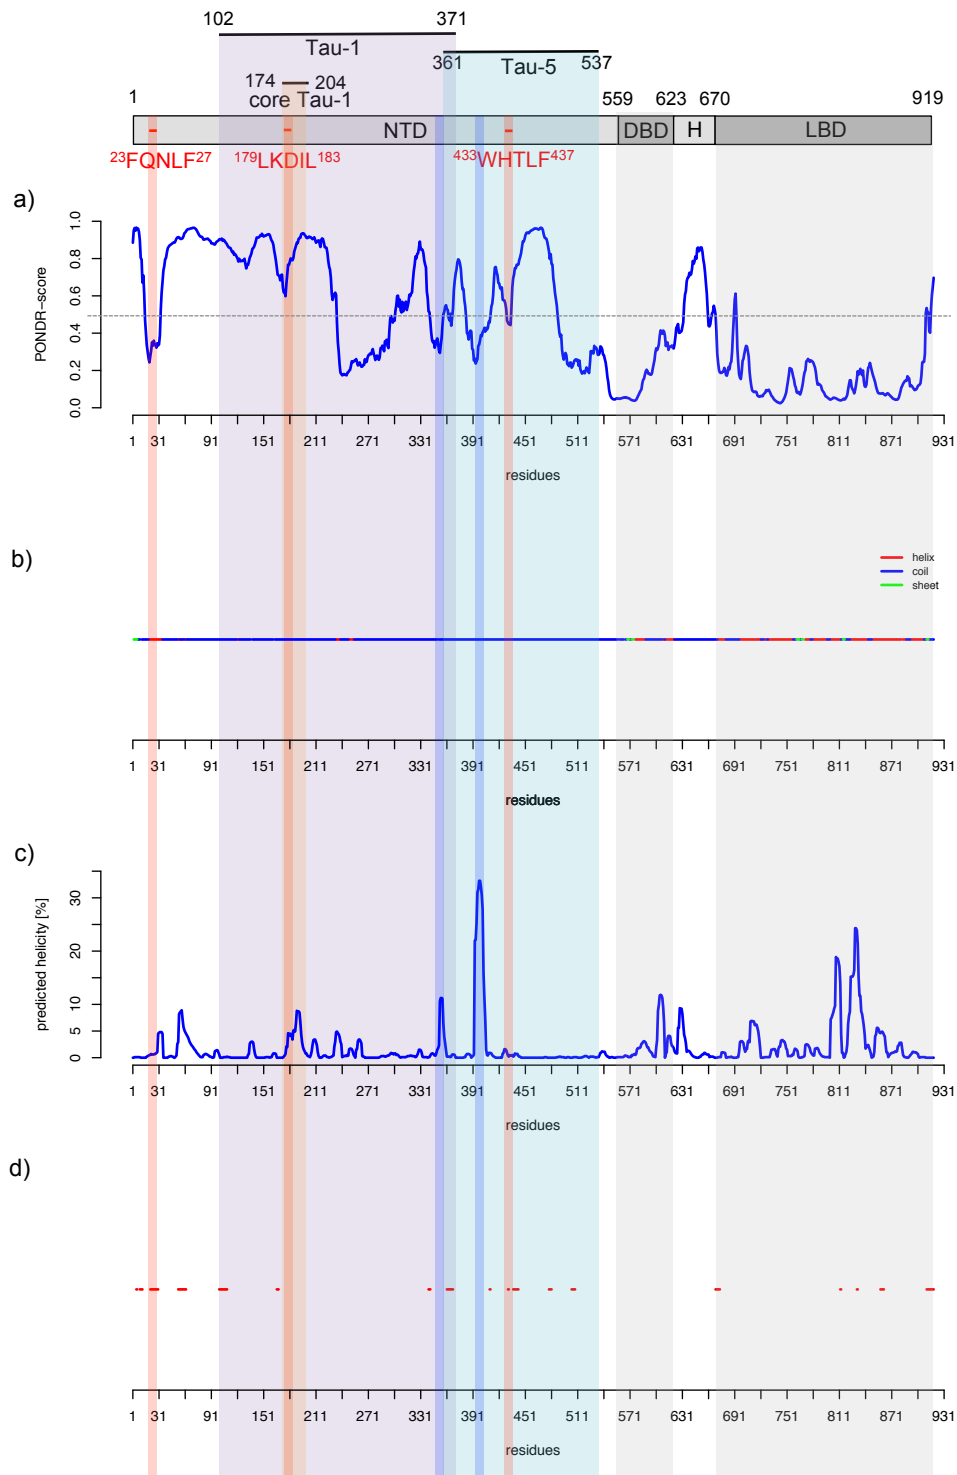 102 371
Tau-1
361 Tau-5 537
174 204
core Tau-1
1 559 623 670 919
NTD DBD H LBD
23FQNLF27 179LKDIL183 433WHTLF437
a)
PONDR-score
1.0
0.8
0.6
0.4
0.2
0.0
1 31 91 151 211 271 331 391 451 511 571 631 691 751 811 871 931
residues
b)
helix
coil
sheet
1 31 91 151 211 271 331 391 451 511 571 631 691 751 811 871 931
residues
c)
predicted helicity [%]
30
20
10
5
0
1 31 91 151 211 271 331 391 451 511 571 631 691 751 811 871 931
residues
d)
1 31 91 151 211 271 331 391 451 511 571 631 691 751 811 871 931
residues